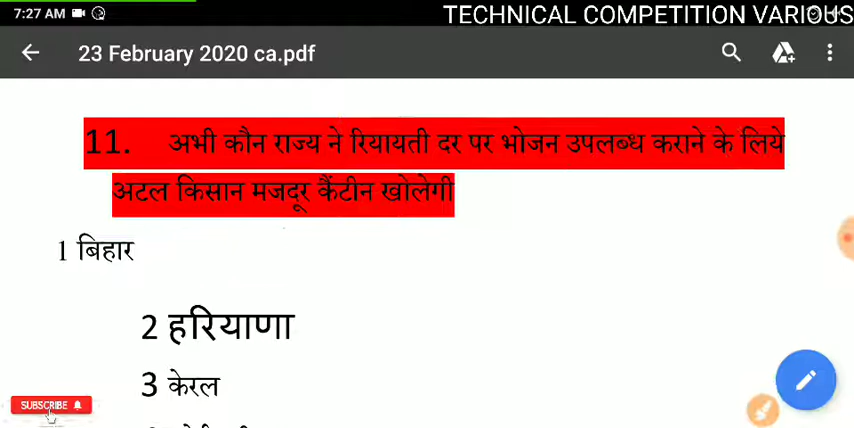 7:27 AM
TECHNICAL COMPETITION VARIOUS
23 February 2020 ca.pdf
11. अभी कौन राज्य ने रियायती दर पर भोजन उपलब्ध कराने के लिये
अटल किसान मजदूर कैंटीन खोलेगी
1 बिहार
2 हरियाणा
3 केरल
SUBSCRIBE